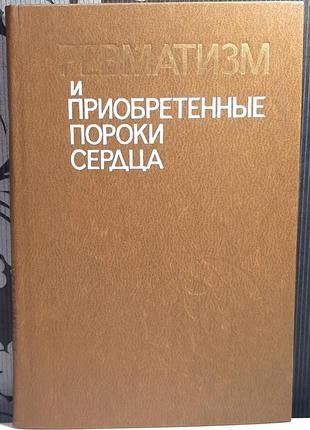 РЕВМАТИЗМ
и
ПРИОБРЕТЕННЫЕ
ПОРОКИ
СЕРДЦА